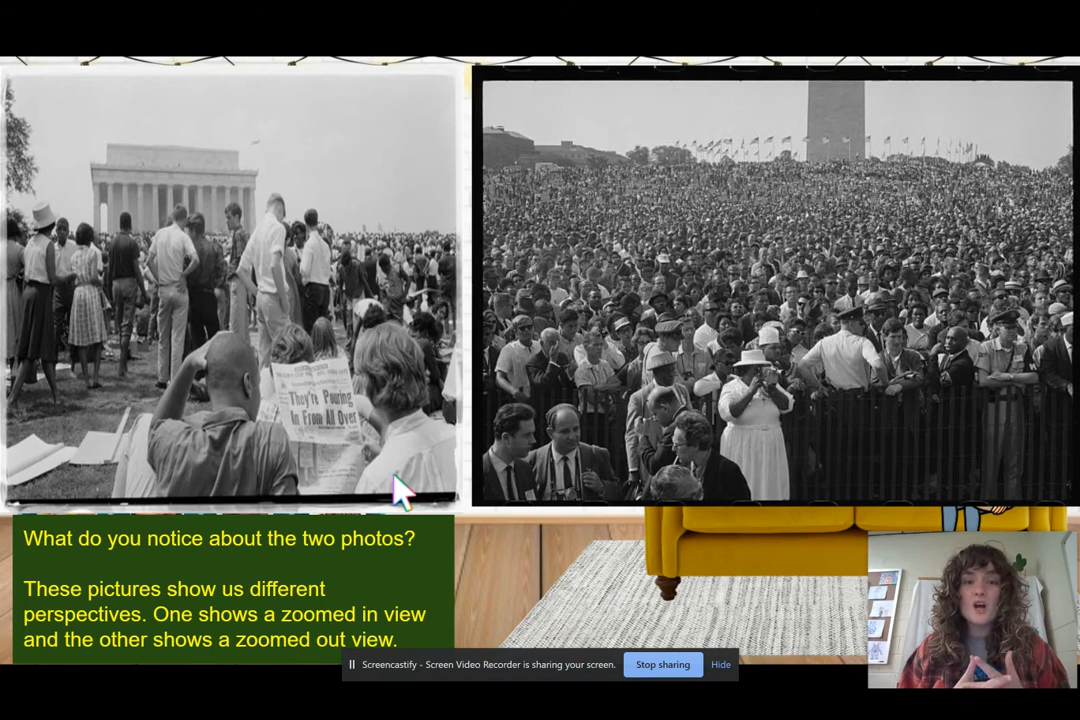 They're Pouring
In From All Over
What do you notice about the two photos?
These pictures show us different
perspectives. One shows a zoomed in view
and the other shows a zoomed out view.
Screencastify - Screen Video Recorder is sharing your screen.
Stop sharing
Hide